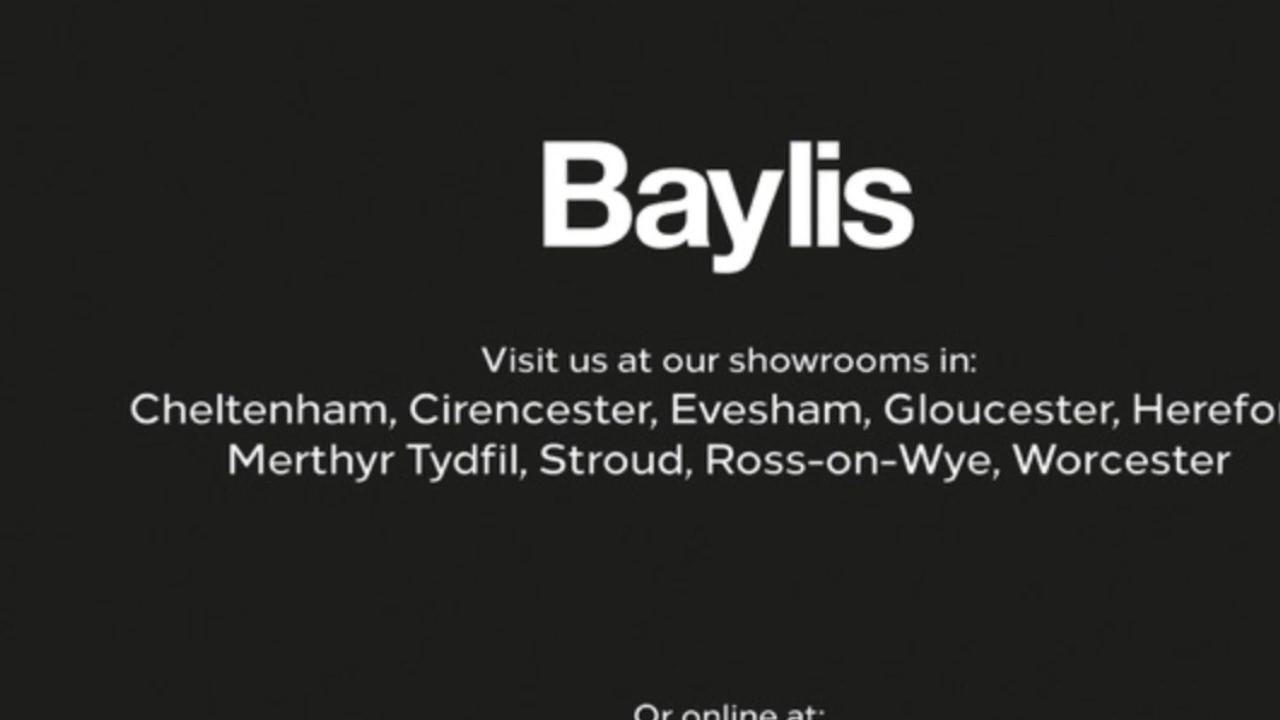 Baylis
Visit us at our showrooms in:
Cheltenham, Cirencester, Evesham, Gloucester,
Merthyr Tydfil, Stroud, Ross-on-Wye, Worcester
Or online at: